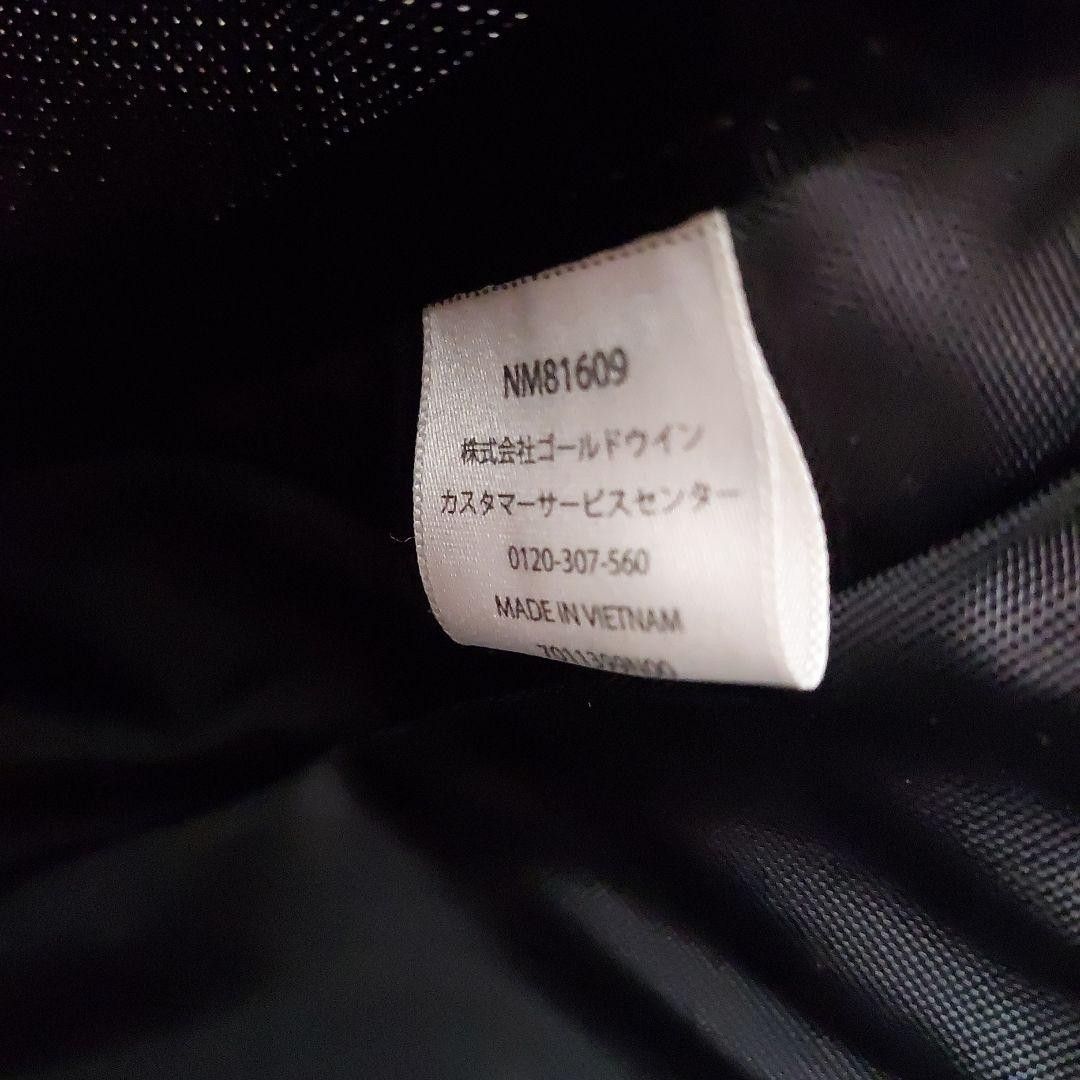 NM81609
株式会社ゴールドウイン
カスタマーサービスセンター
0120-307-560
MADE IN VIETNAM